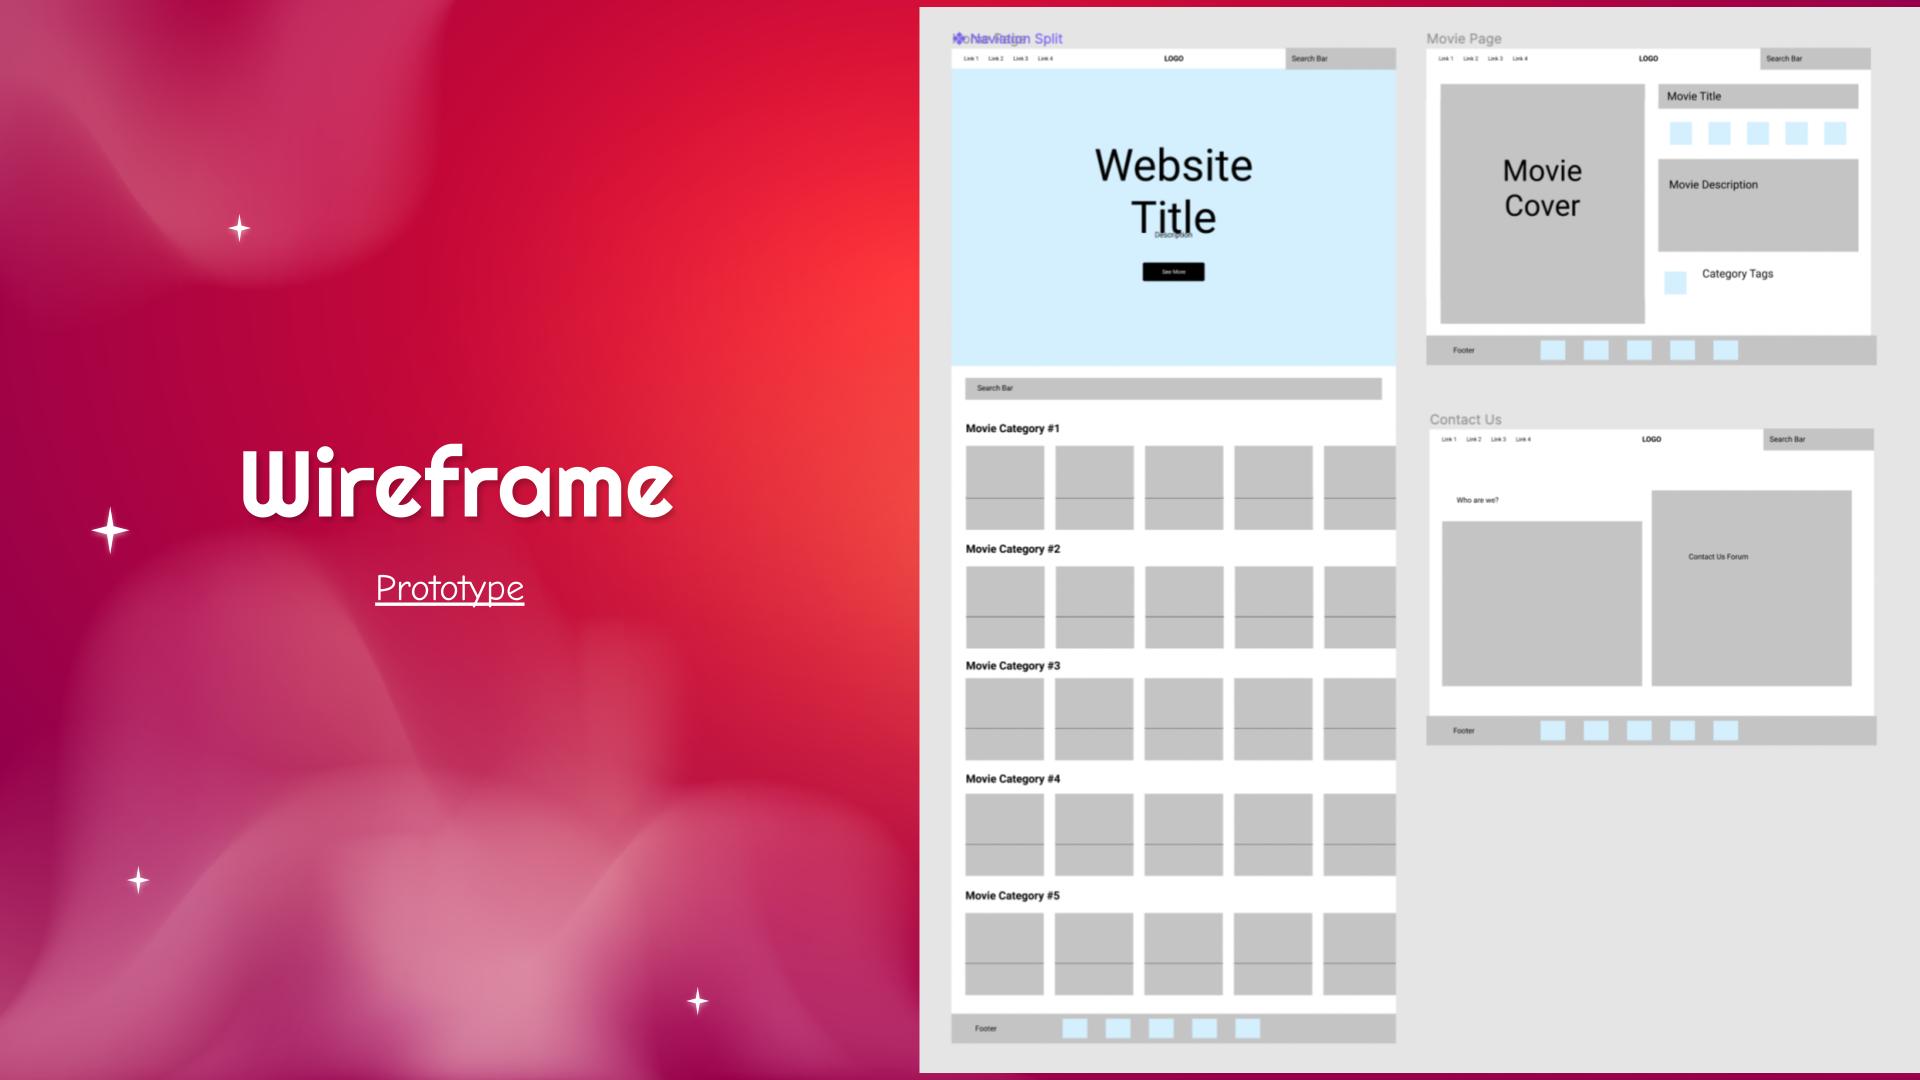 Wireframe
Prototype
Naviation Split
Link 1 Link 2 Link 3 Link 4 LOGO Search Bar
Website
Title
Description
See More
Search Bar
Movie Category #1
Movie Category #2
Movie Category #3
Movie Category #4
Movie Category #5
Footer
Movie Page
Link 1 Link 2 Link 3 Link 4 LOGO Search Bar
Movie
Cover
Movie Title
Movie Description
Category Tags
Footer
Contact Us
Link 1 Link 2 Link 3 Link 4 LOGO Search Bar
Who are we?
Contact Us Forum
Footer